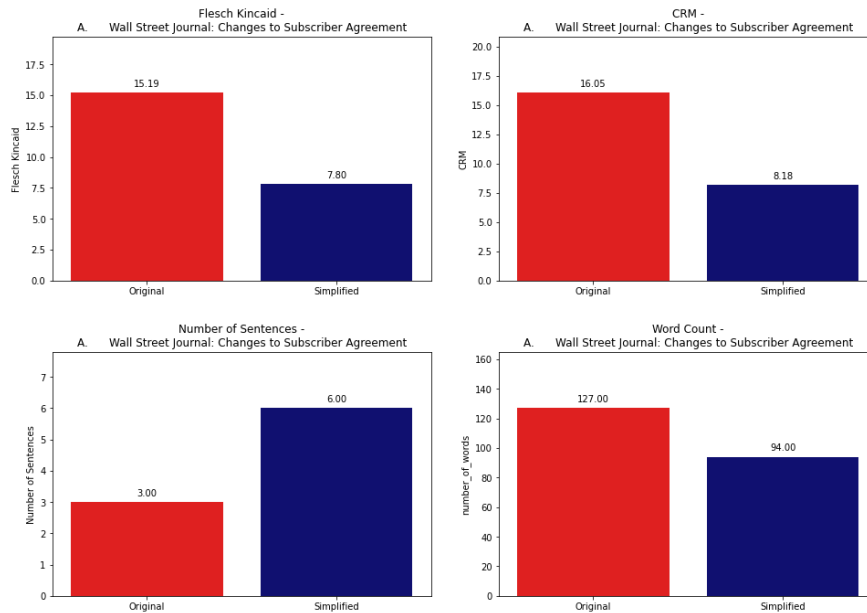 Flesch Kincaid -
A. Wall Street Journal: Changes to Subscriber Agreement
17.5
15.0
12.5
10.0
7.5
5.0
2.5
0.0
Flesch Kincaid
15.19
7.80
Original
Simplified
CRM -
A. Wall Street Journal: Changes to Subscriber Agreement
20.0
17.5
15.0
12.5
10.0
7.5
5.0
2.5
0.0
CRM
16.05
8.18
Original
Simplified
Number of Sentences -
A. Wall Street Journal: Changes to Subscriber Agreement
7
6
5
4
3
2
1
0
Number of Sentences
3.00
6.00
Original
Simplified
Word Count -
A. Wall Street Journal: Changes to Subscriber Agreement
160
140
120
100
80
60
40
20
0
number_of_words
127.00
94.00
Original
Simplified